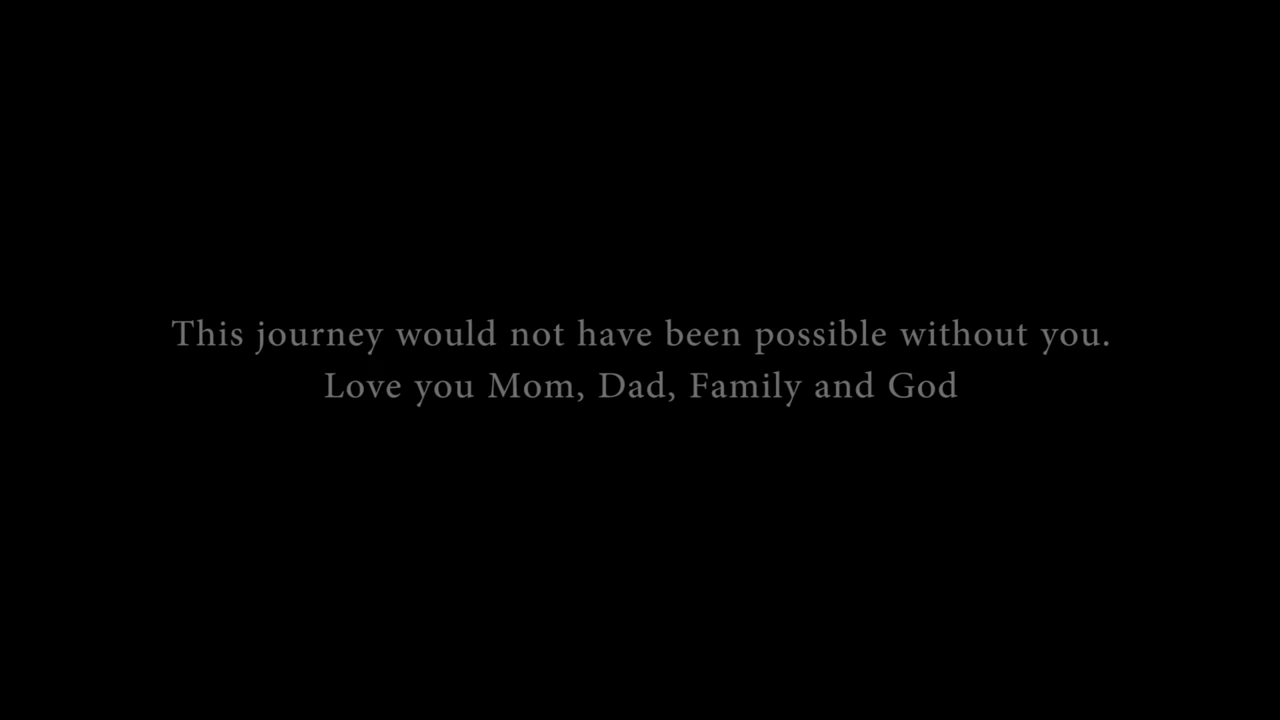 This journey would not have been possible without you.
Love you Mom, Dad, Family and God